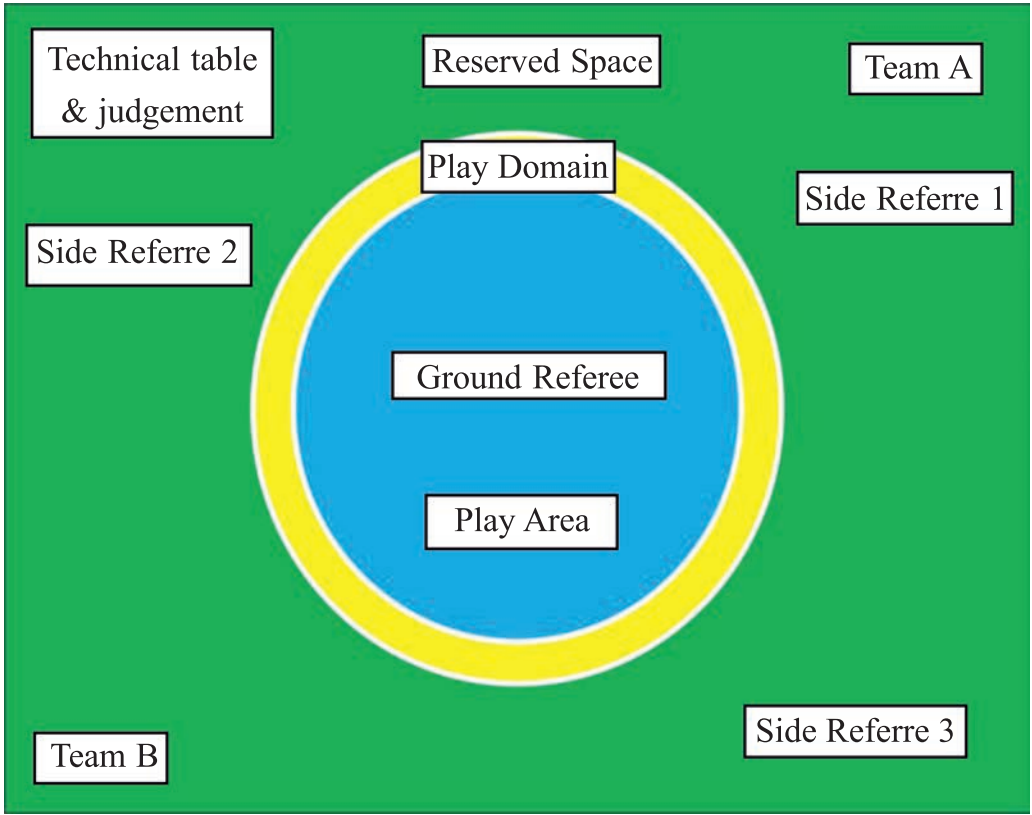 Technical table
& judgement
Reserved Space
Team A
Play Domain
Side Referre 1
Side Referre 2
Ground Referee
Play Area
Side Referre 3
Team B